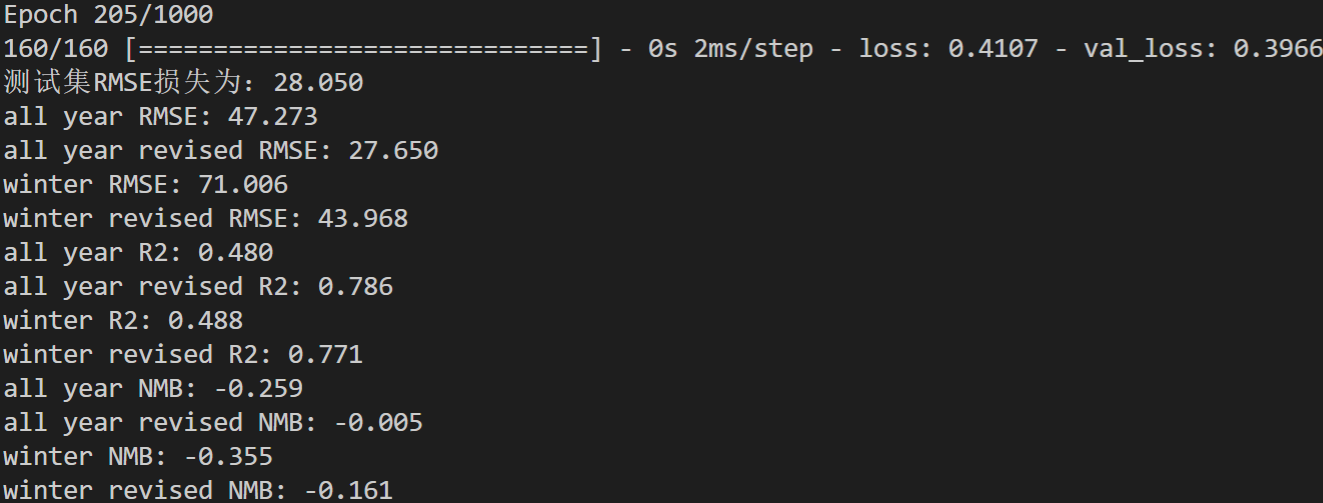 Epoch 205/1000
160/160 [==============================] - 0s 2ms/step - loss: 0.4107 - val_loss: 0.3966
测试集RMSE损失为：28.050
all year RMSE: 47.273
all year revised RMSE: 27.650
winter RMSE: 71.006
winter revised RMSE: 43.968
all year R2: 0.480
all year revised R2: 0.786
winter R2: 0.488
winter revised R2: 0.771
all year NMB: -0.259
all year revised NMB: -0.005
winter NMB: -0.355
winter revised NMB: -0.161